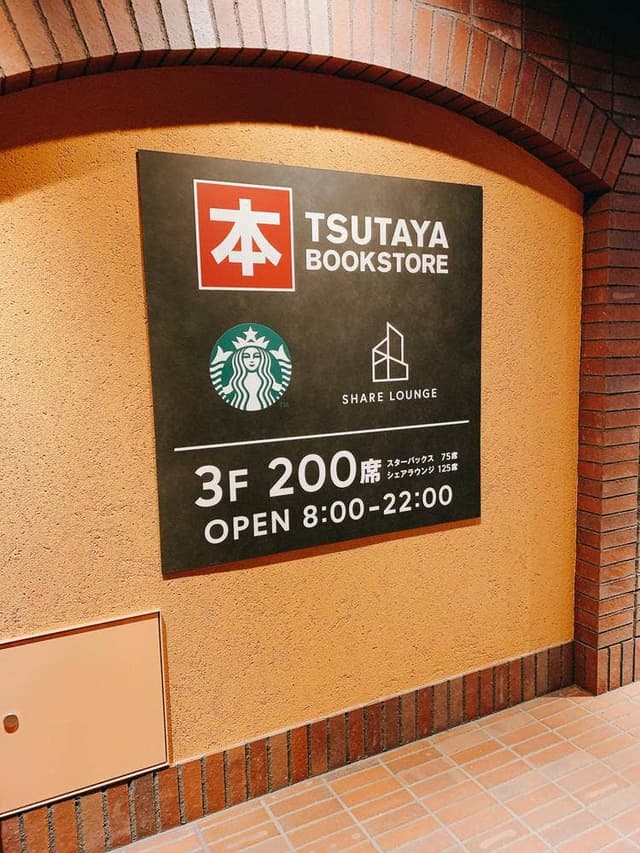 本
TSUTAYA
BOOKSTORE
SHARE LOUNGE
3F 200席
スターバックス 75席
シェアラウンジ 125席
OPEN 8:00-22:00